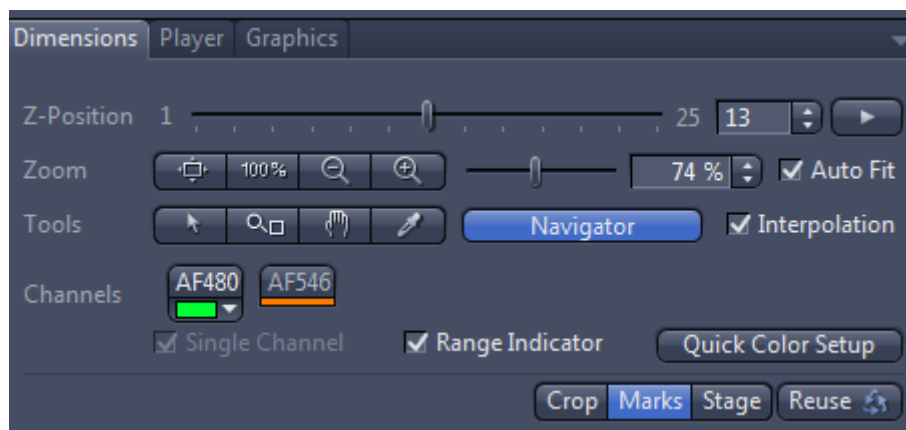 Dimensions Player Graphics
Z-Position 1 25 13
Zoom 100% 74 % Auto Fit
Tools Navigator Interpolation
Channels AF480 AF546
Single Channel Range Indicator Quick Color Setup
Crop Marks Stage Reuse